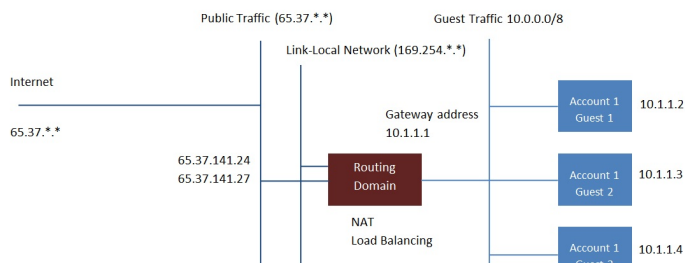 Public Traffic (65.37.*.*)
Guest Traffic 10.0.0.0/8
Link-Local Network (169.254.*.*)
Internet
65.37.*.*
Gateway address
10.1.1.1
65.37.141.24
65.37.141.27
Routing
Domain
NAT
Load Balancing
Account 1
Guest 1
10.1.1.2
Account 1
Guest 2
10.1.1.3
Account 1
10.1.1.4